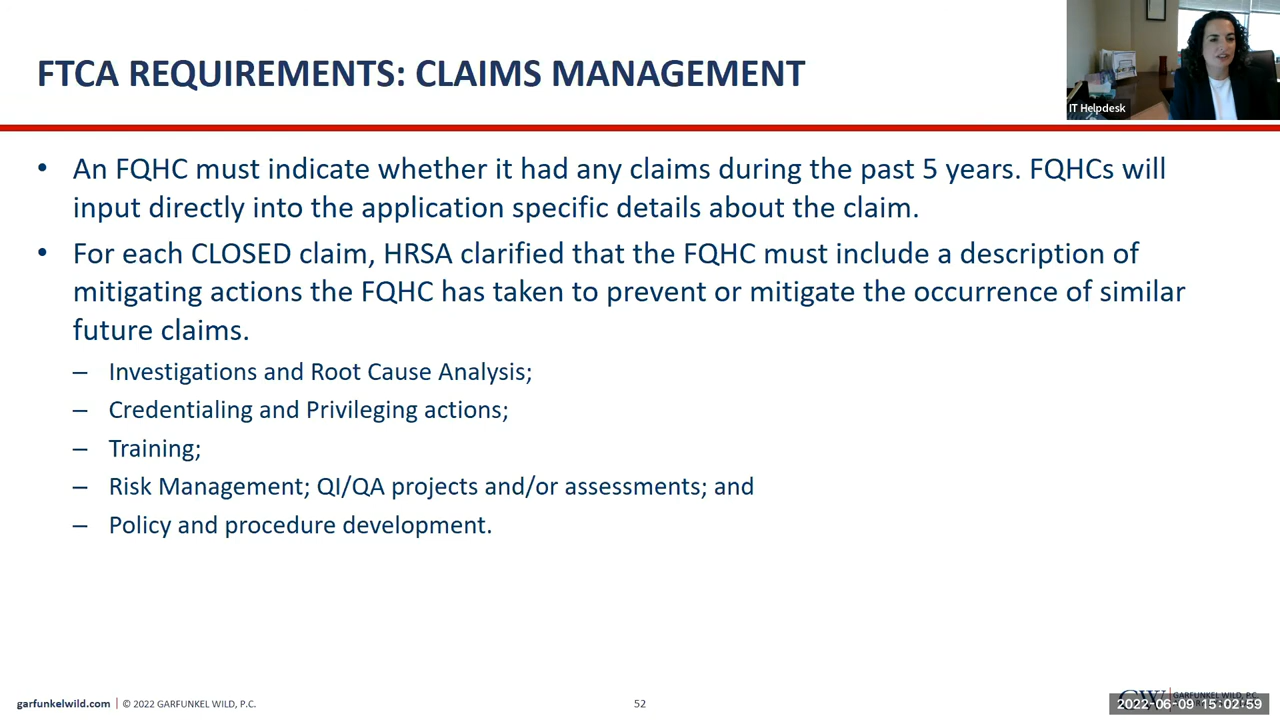 FTCA REQUIREMENTS: CLAIMS MANAGEMENT
IT Helpdesk
• An FQHC must indicate whether it had any claims during the past 5 years. FQHCs will
input directly into the application specific details about the claim.
• For each CLOSED claim, HRSA clarified that the FQHC must include a description of
mitigating actions the FQHC has taken to prevent or mitigate the occurrence of similar
future claims.
– Investigations and Root Cause Analysis;
– Credentialing and Privileging actions;
– Training;
– Risk Management; QI/QA projects and/or assessments; and
– Policy and procedure development.
garfunkelwild.com | © 2022 GARFUNKEL WILD, P.C.
52
GARFUNKEL WILD, P.C.
2022-06-09 15:02:59